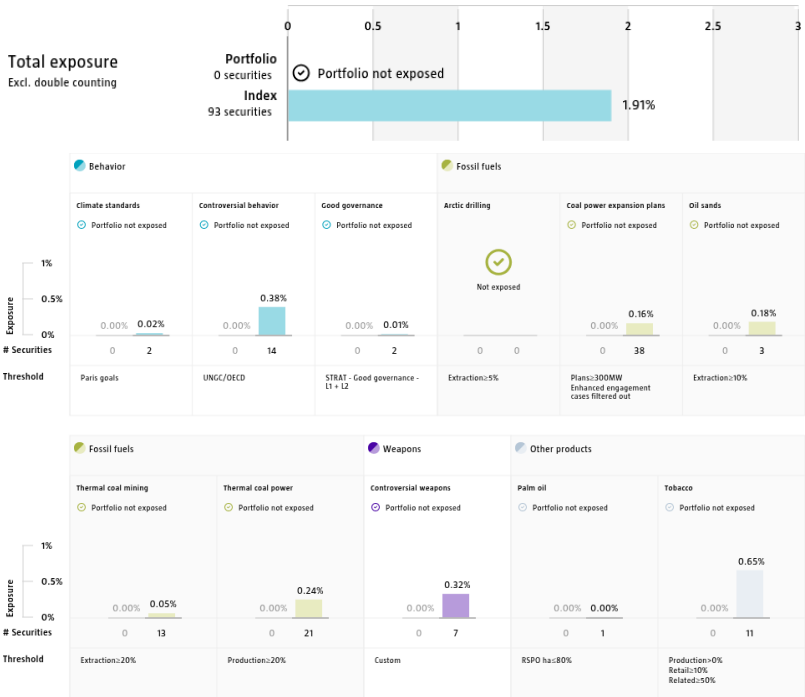 0 0.5 1 1.5 2 2.5 3
Total exposure
Excl. double counting
Portfolio
0 securities
Portfolio not exposed
Index
93 securities
1.91%
Behavior
Fossil fuels
Climate standards
Controversial behavior
Good governance
Arctic drilling
Coal power expansion plans
Oil sands
Portfolio not exposed
Portfolio not exposed
Portfolio not exposed
Portfolio not exposed
Portfolio not exposed
Not exposed
Exposure
1%
0.5%
0%
0.00% 0.02%
0.00% 0.38%
0.00% 0.01%
0.00% 0.16%
0.00% 0.18%
# Securities
0 2
0 14
0 2
0 0
0 38
0 3
Threshold
Paris goals
UNGC/OECD
STRAT - Good governance -
L1 + L2
Extraction≥5%
Plans≥300MW
Enhanced engagement
cases filtered out
Extraction≥10%
Fossil fuels
Weapons
Other products
Thermal coal mining
Thermal coal power
Controversial weapons
Palm oil
Tobacco
Portfolio not exposed
Portfolio not exposed
Portfolio not exposed
Portfolio not exposed
Portfolio not exposed
Exposure
1%
0.5%
0%
0.00% 0.05%
0.00% 0.24%
0.00% 0.32%
0.00% 0.00%
0.00% 0.65%
# Securities
0 13
0 21
0 7
0 1
0 11
Threshold
Extraction≥20%
Production≥20%
Custom
RSPO ha≤80%
Production>0%
Retail≥10%
Related≥50%